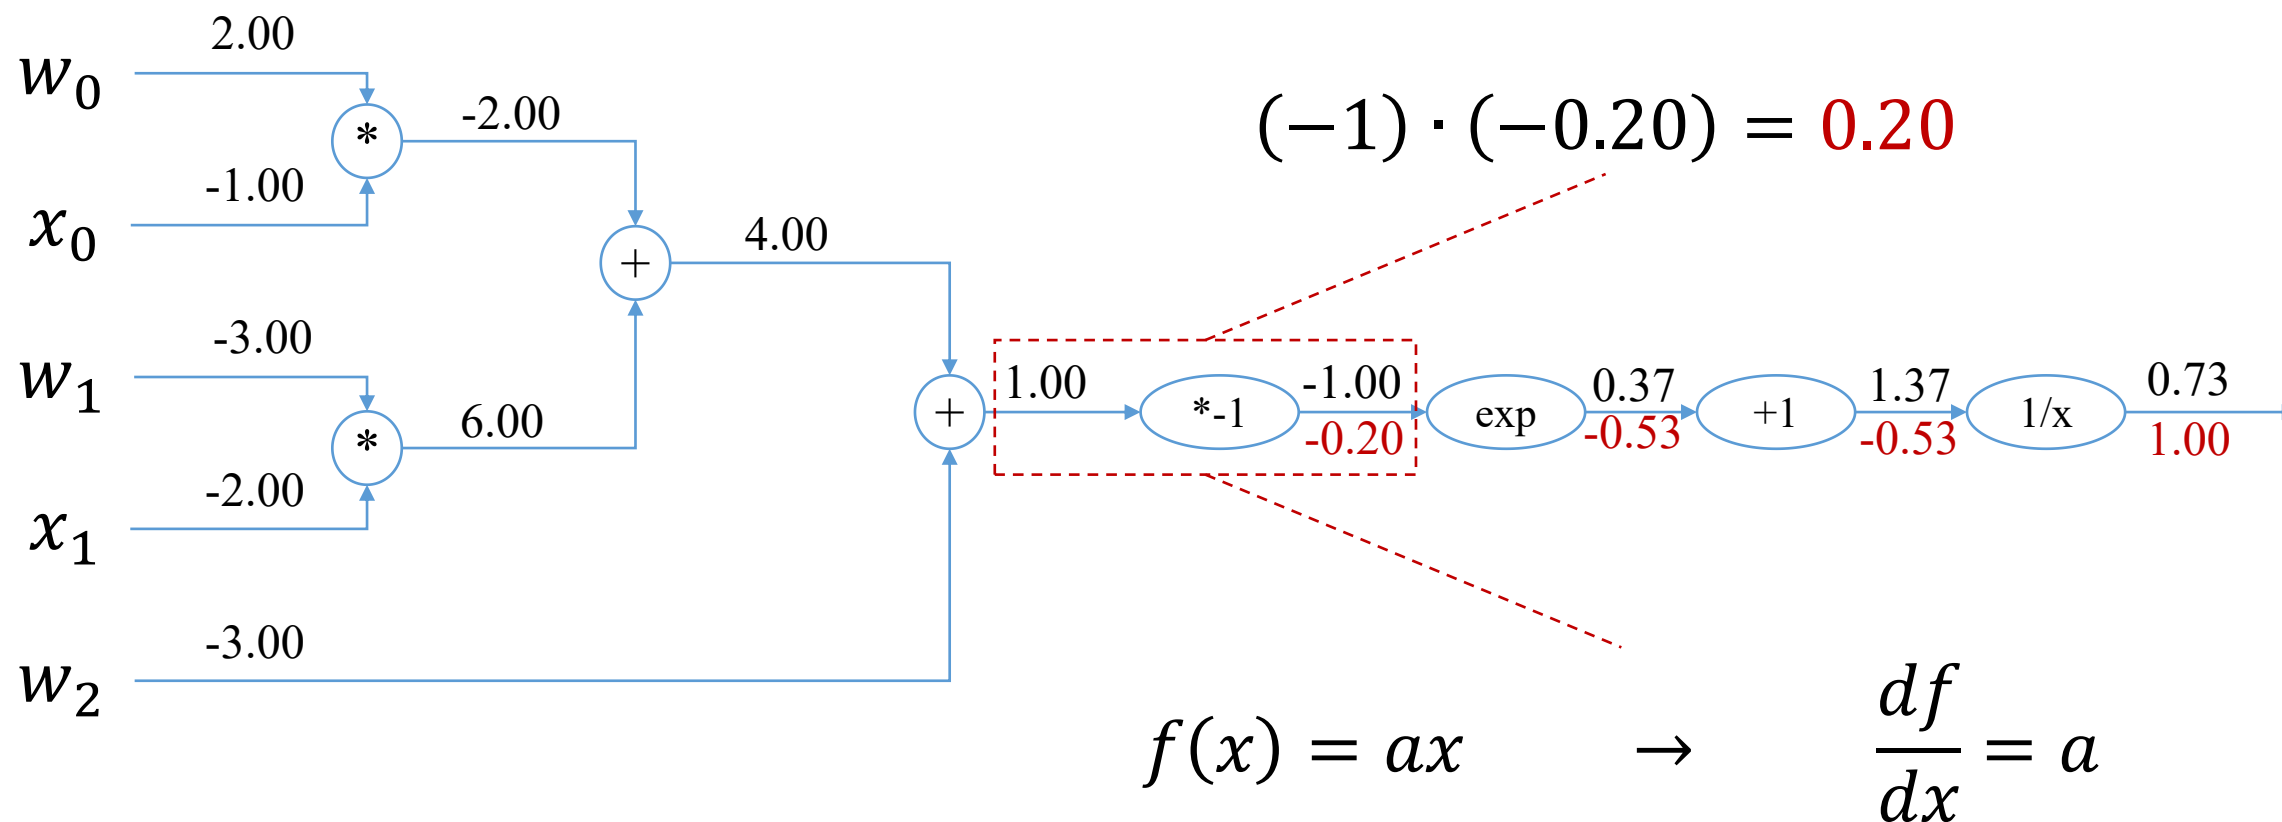 2.00
w₀
* -2.00
-1.00
x₀
(−1) · (−0.20) = 0.20
+ 4.00
-3.00
w₁
* 6.00
-2.00
x₁
+ 1.00 *-1 -1.00 exp 0.37 +1 1.37 1/x 0.73
-0.20 -0.53 -0.53 1.00
-3.00
w₂
f(x) = ax → df/dx = a